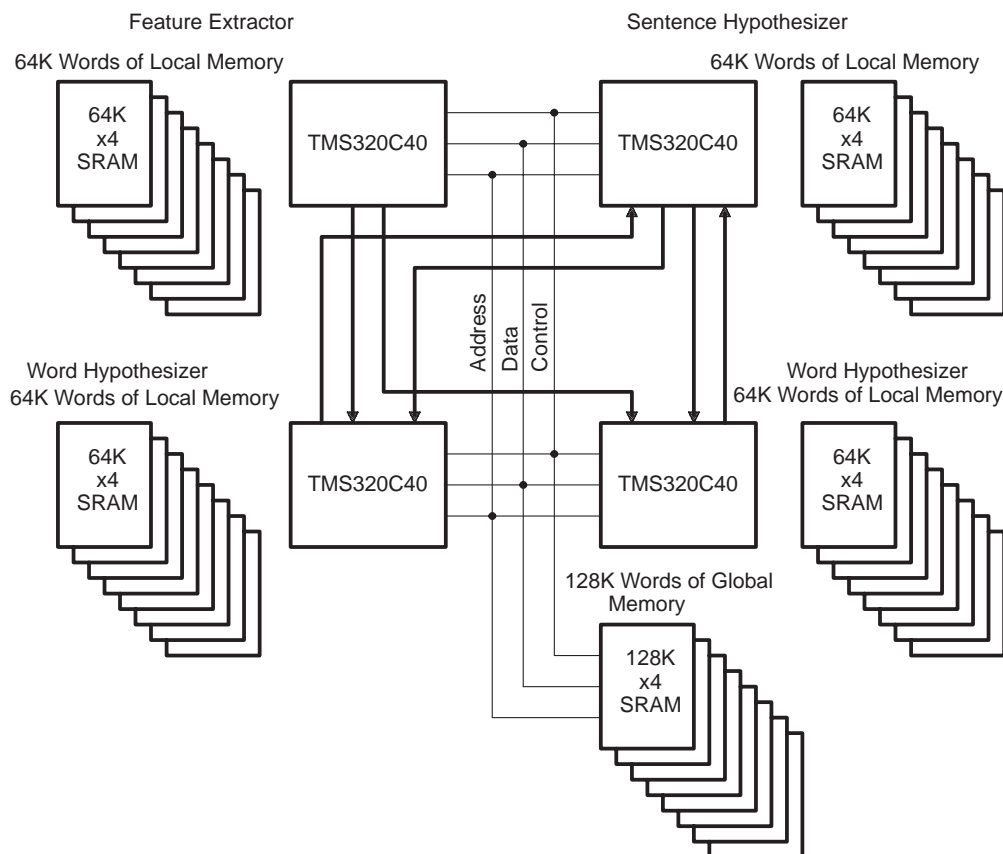 Feature Extractor
Sentence Hypothesizer
64K Words of Local Memory
64K Words of Local Memory
64K
x4
SRAM
TMS320C40
TMS320C40
64K
x4
SRAM
Address
Data
Control
Word Hypothesizer
64K Words of Local Memory
Word Hypothesizer
64K Words of Local Memory
64K
x4
SRAM
TMS320C40
TMS320C40
64K
x4
SRAM
128K Words of Global
Memory
128K
x4
SRAM